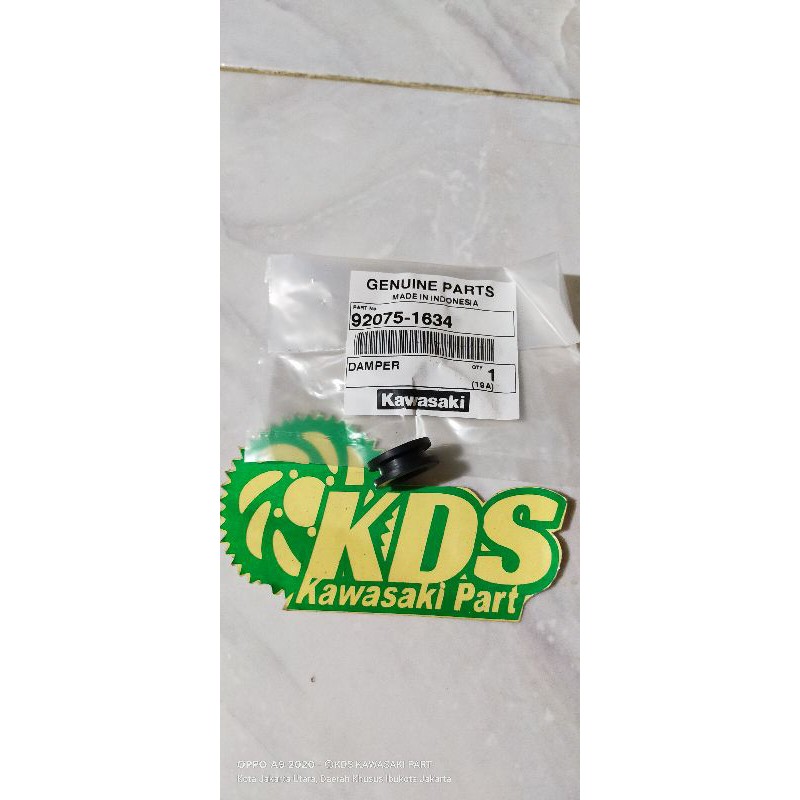 GENUINE PARTS
MADE IN INDONESIA
PART No.
92075-1634
DAMPER QTY 1
(19A)
Kawasaki
KDS
Kawasaki Part
OPPO A9 2020 · ©KDS KAWASAKI PART
Kota Jakarta Utara, Daerah Khusus Ibukota Jakarta